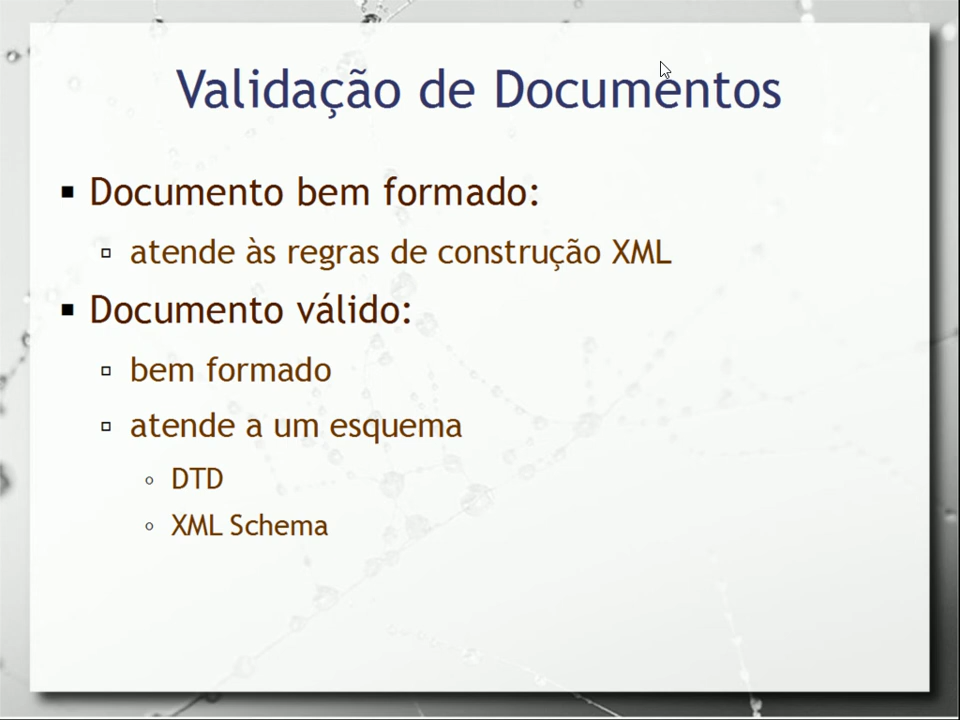 Validação de Documentos
Documento bem formado:
atende às regras de construção XML
Documento válido:
bem formado
atende a um esquema
DTD
XML Schema